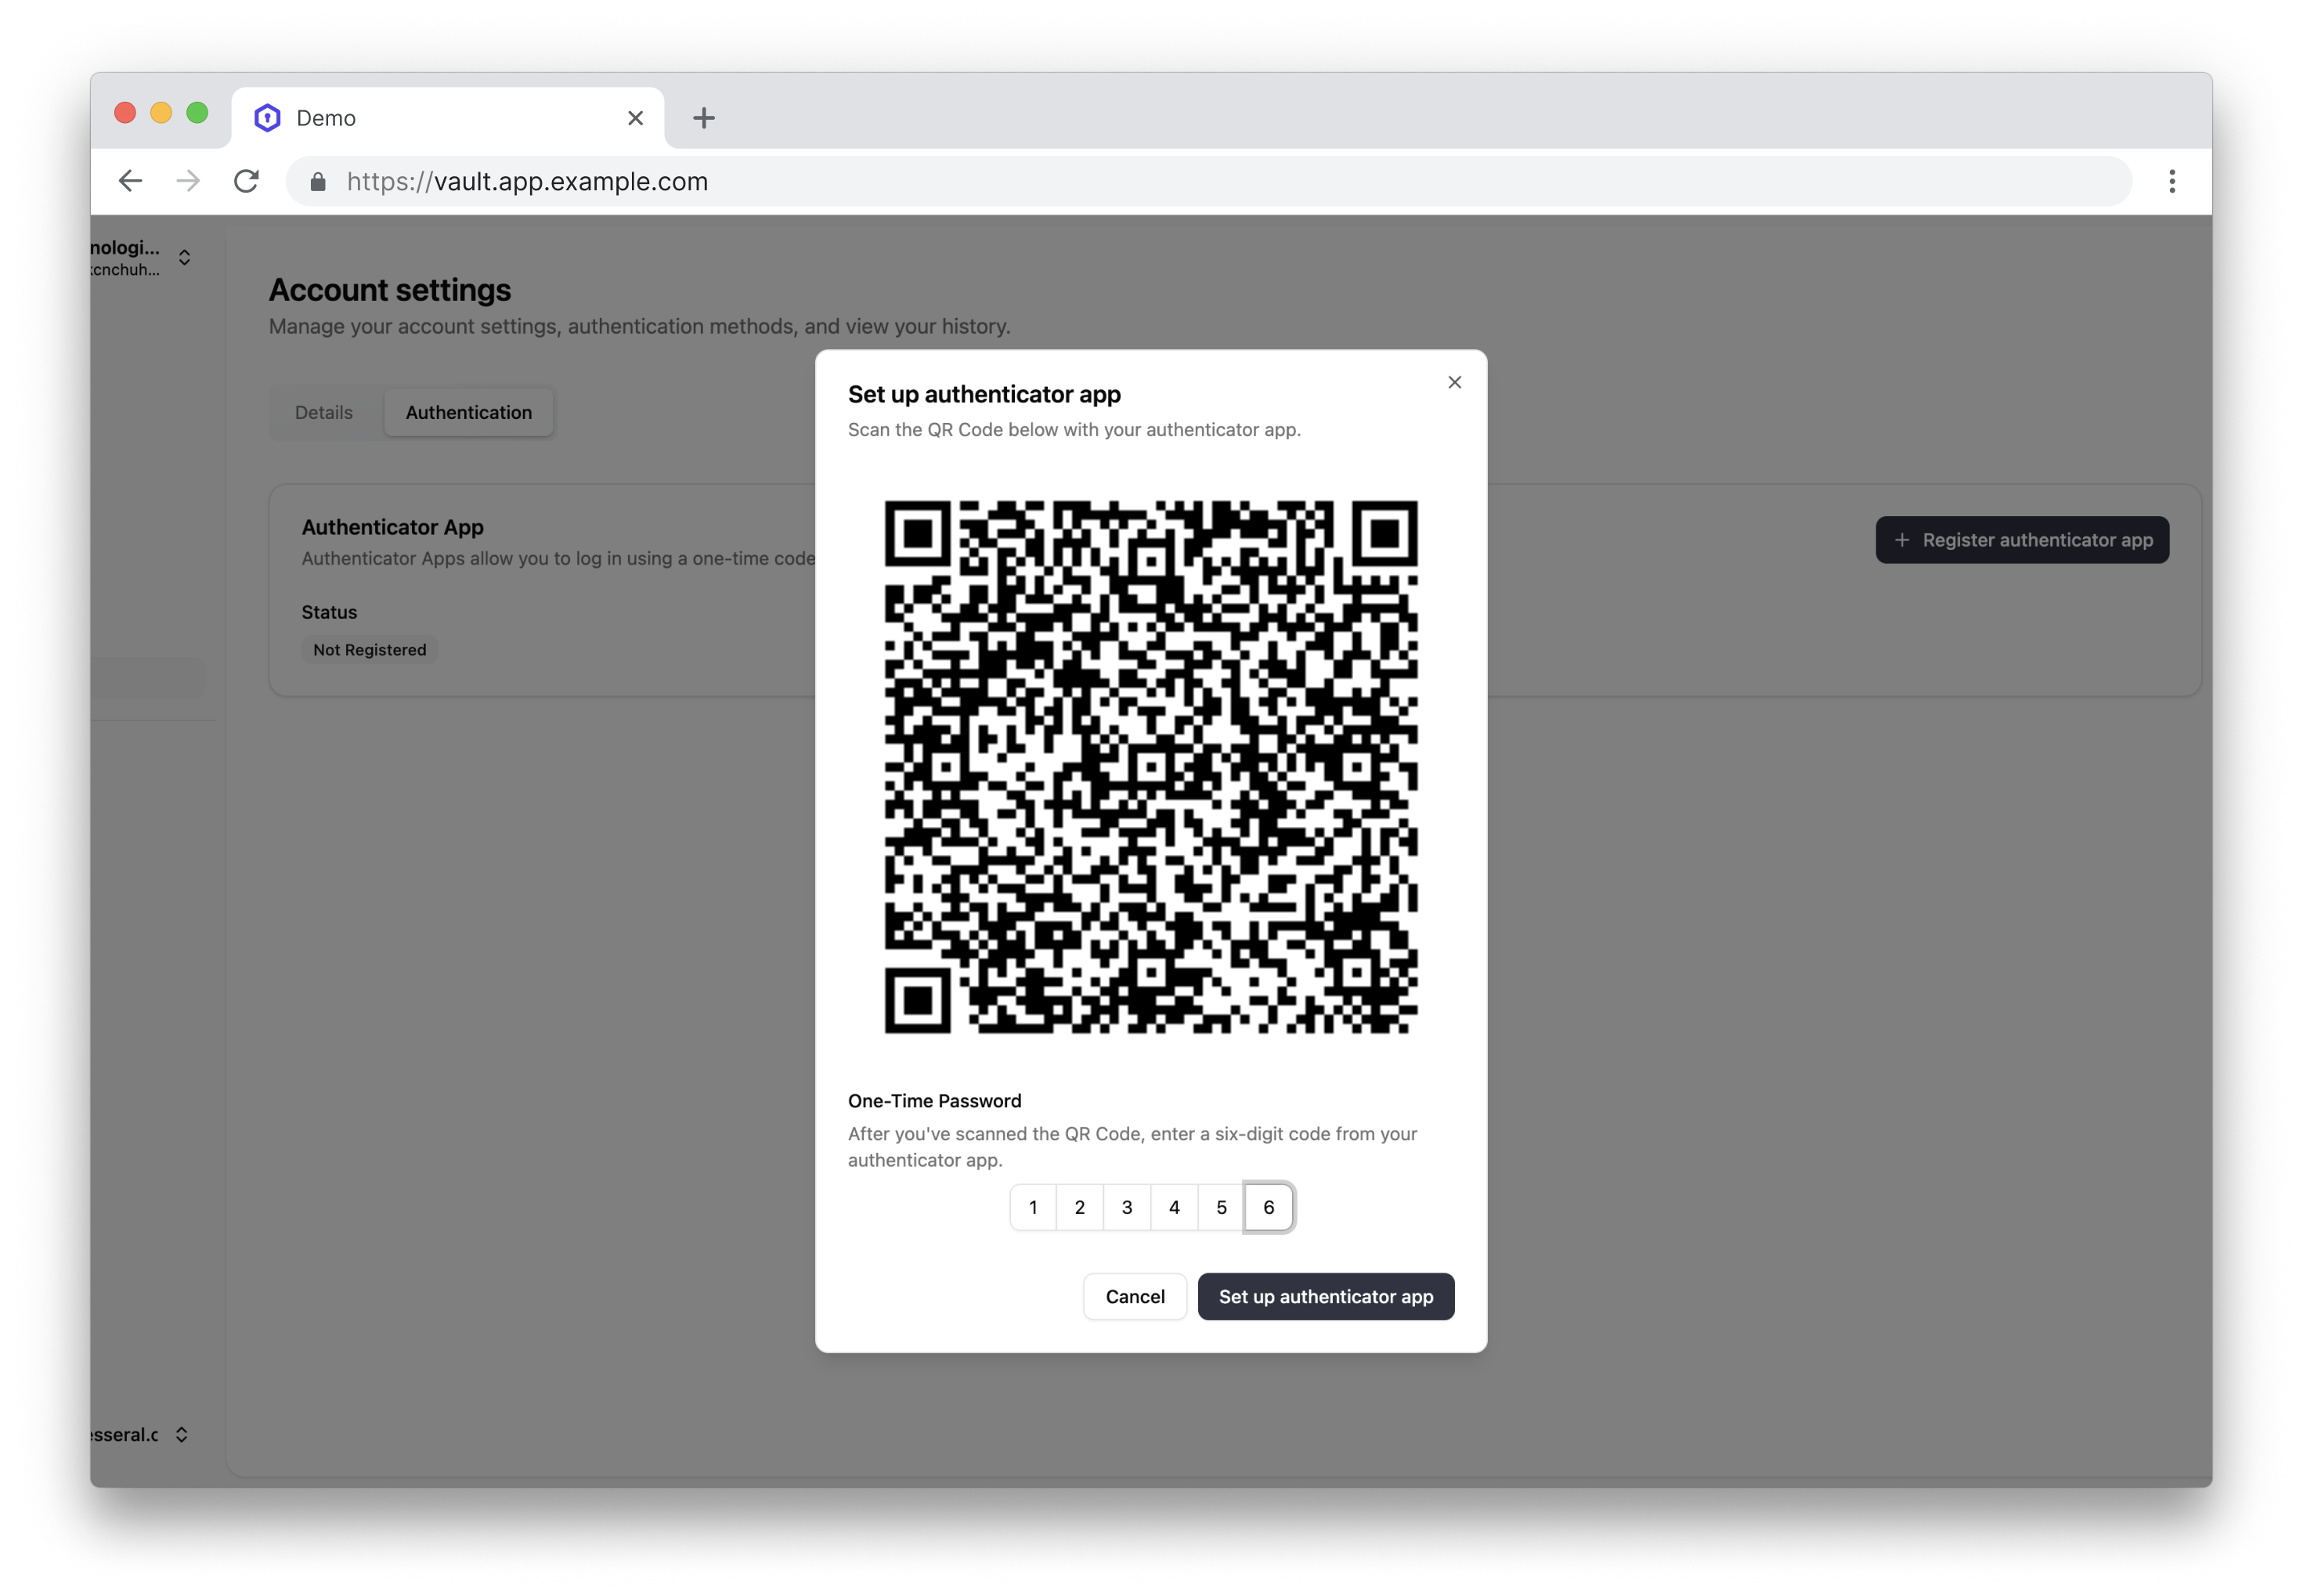 Demo
https://vault.app.example.com
nologi...
cnchuh...
Account settings
Manage your account settings, authentication methods, and view your history.
Details
Authentication
Authenticator App
Authenticator Apps allow you to log in using a one-time code
Status
Not Registered
Register authenticator app
Set up authenticator app
Scan the QR Code below with your authenticator app.
One-Time Password
After you've scanned the QR Code, enter a six-digit code from your
authenticator app.
1 2 3 4 5 6
Cancel
Set up authenticator app
sseral.c